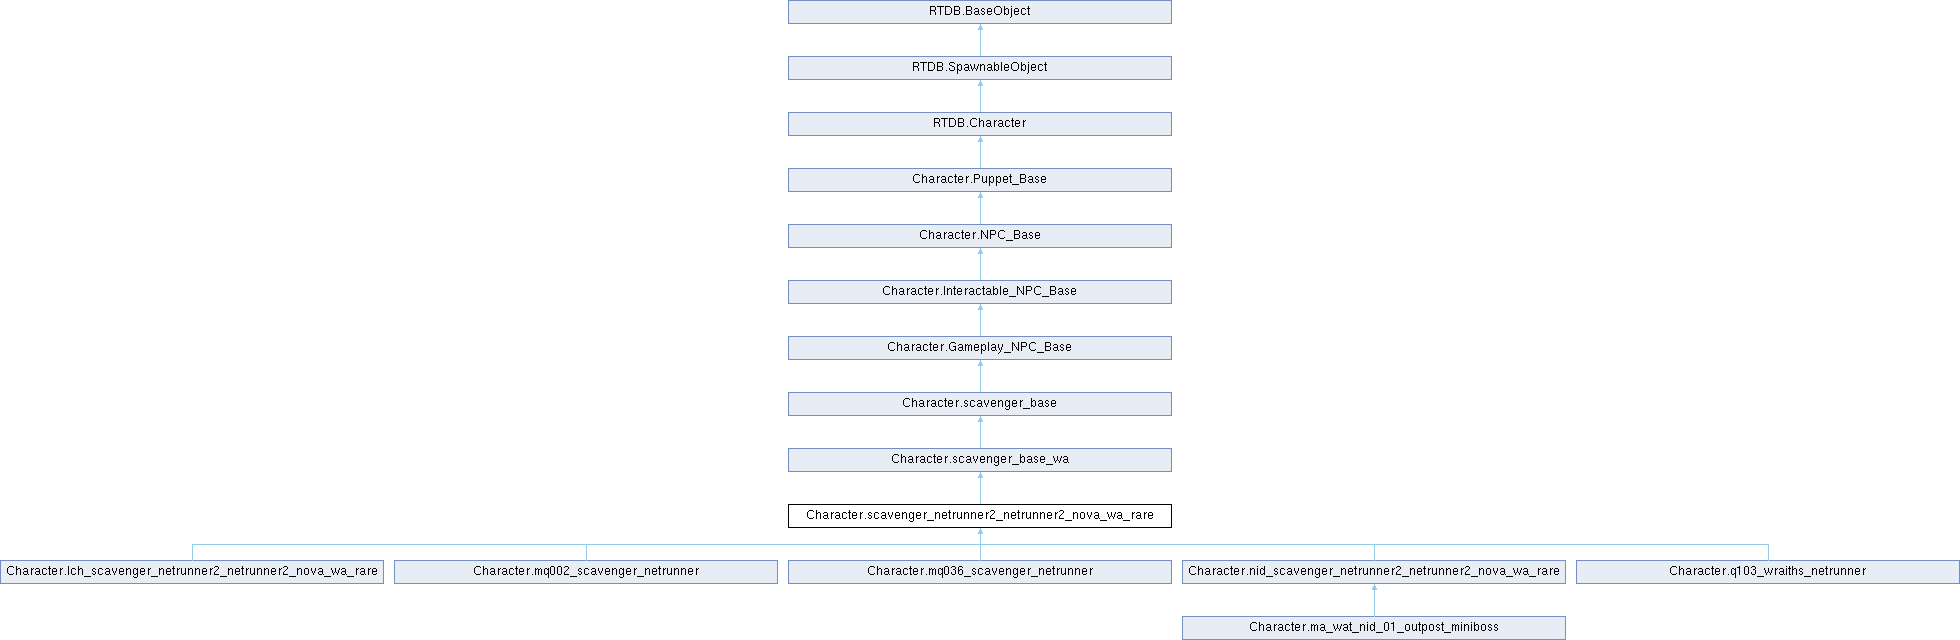 RTDB.BaseObject
RTDB.SpawnableObject
RTDB.Character
Character.Puppet_Base
Character.NPC_Base
Character.Interactable_NPC_Base
Character.Gameplay_NPC_Base
Character.scavenger_base
Character.scavenger_base_wa
Character.scavenger_netrunner2_netrunner2_nova_wa_rare
Character.lch_scavenger_netrunner2_netrunner2_nova_wa_rare
Character.mq002_scavenger_netrunner
Character.mq036_scavenger_netrunner
Character.nid_scavenger_netrunner2_netrunner2_nova_wa_rare
Character.q103_wraiths_netrunner
Character.ma_wat_nid_01_outpost_miniboss